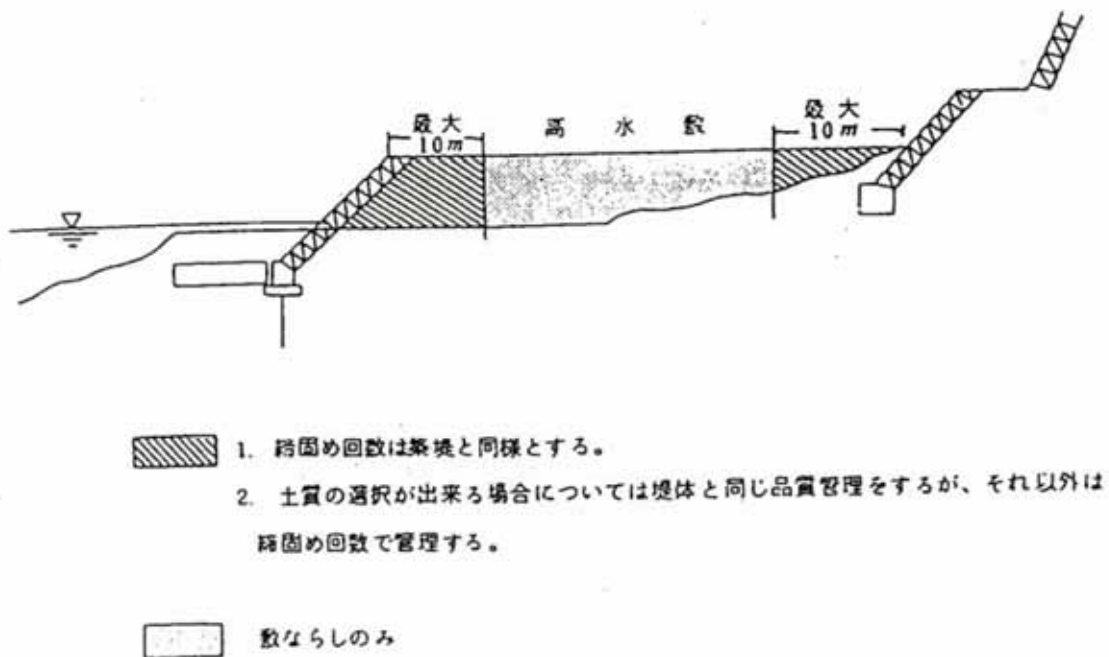 最大 高水敷 最大
10m 10m
1. 締固め回数は築堤と同様とする。
2. 土質の選択が出来る場合については堤体と同じ品質管理をするが、それ以外は
締固め回数で管理する。
敷ならしのみ